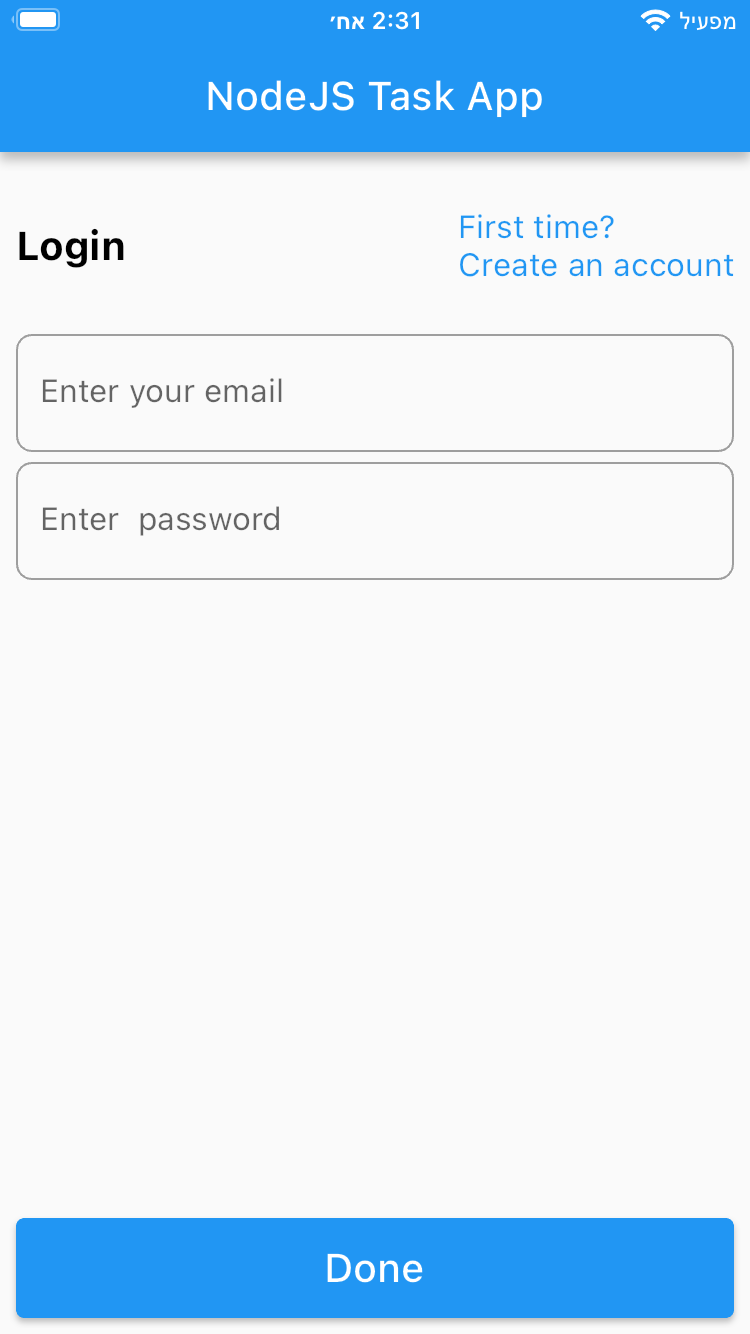 מפעיל
2:31 אח׳
NodeJS Task App
Login
First time?
Create an account
Enter your email
Enter  password
Done